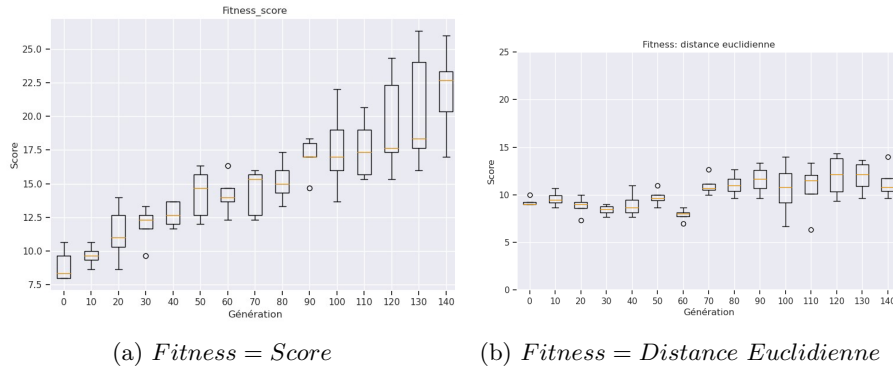 Fitness_score
25.0
22.5
20.0
17.5
15.0
12.5
10.0
7.5
Score
0 10 20 30 40 50 60 70 80 90 100 110 120 130 140
Génération
(a) Fitness = Score
Fitness: distance euclidienne
25
20
15
10
5
0
Score
0 10 20 30 40 50 60 70 80 90 100 110 120 130 140
Génération
(b) Fitness = Distance Euclidienne